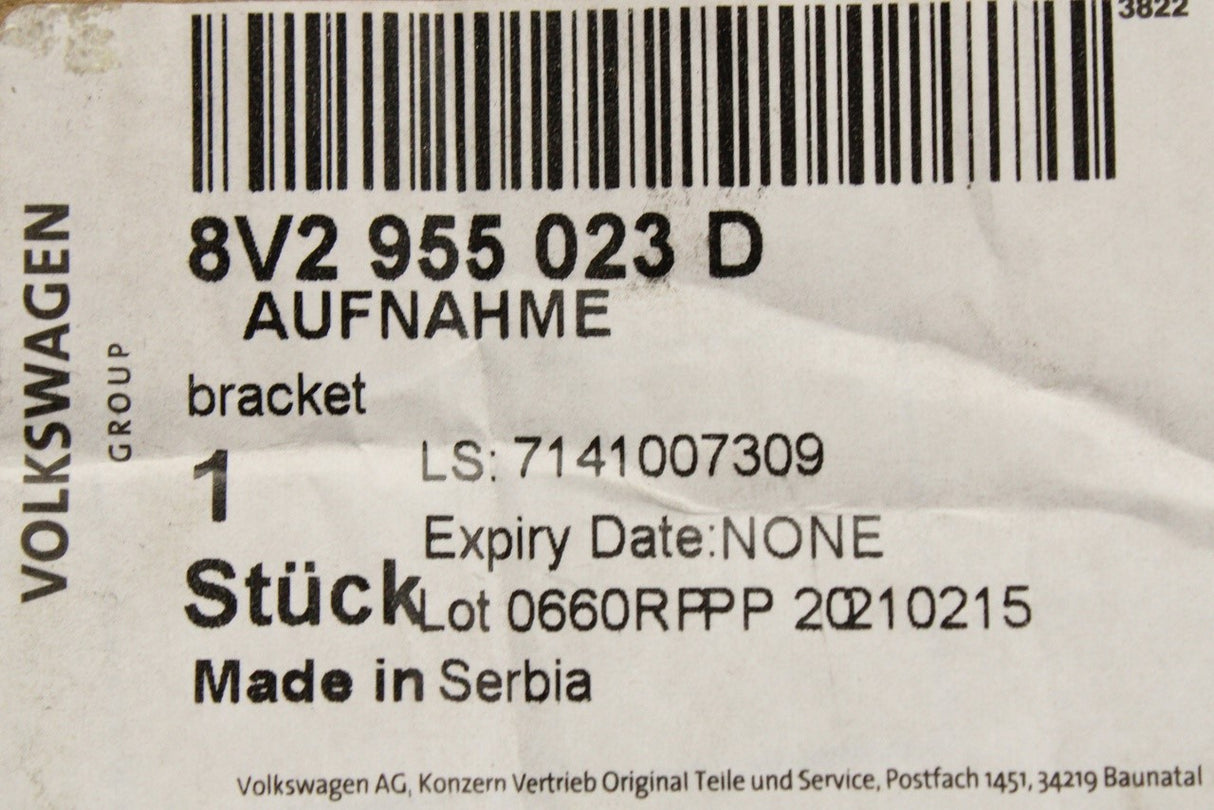 3822
8V2 955 023 D
AUFNAHME
bracket
1
LS: 7141007309
Expiry Date:NONE
Stück
Lot 0660RPPP 20210215
Made in Serbia
VOLKSWAGEN
GROUP
Volkswagen AG, Konzern Vertrieb Original Teile und Service, Postfach 1451, 34219 Baunatal